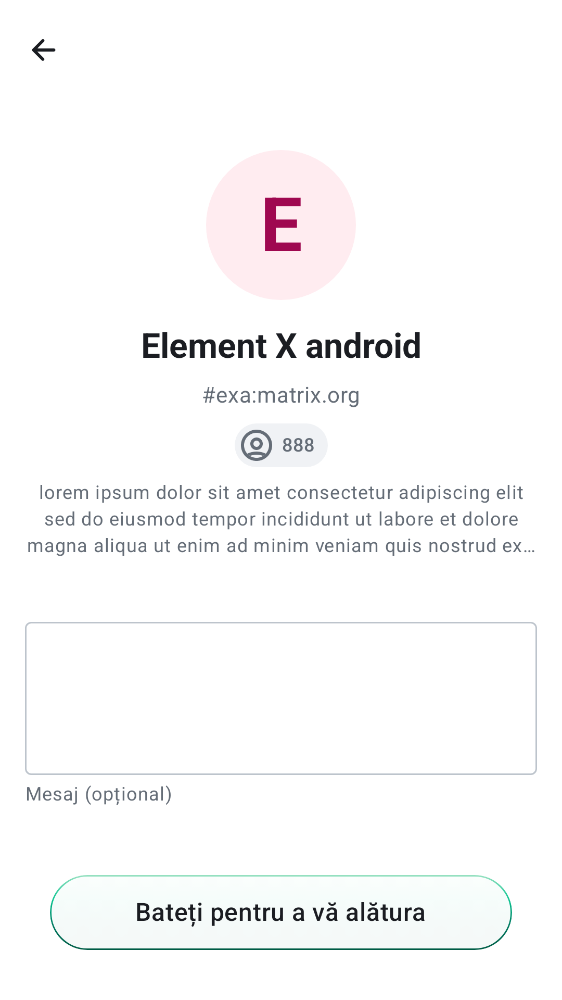 E
Element X android
#exa:matrix.org
888
lorem ipsum dolor sit amet consectetur adipiscing elit
sed do eiusmod tempor incididunt ut labore et dolore
magna aliqua ut enim ad minim veniam quis nostrud ex…
Mesaj (opțional)
Bateți pentru a vă alătura